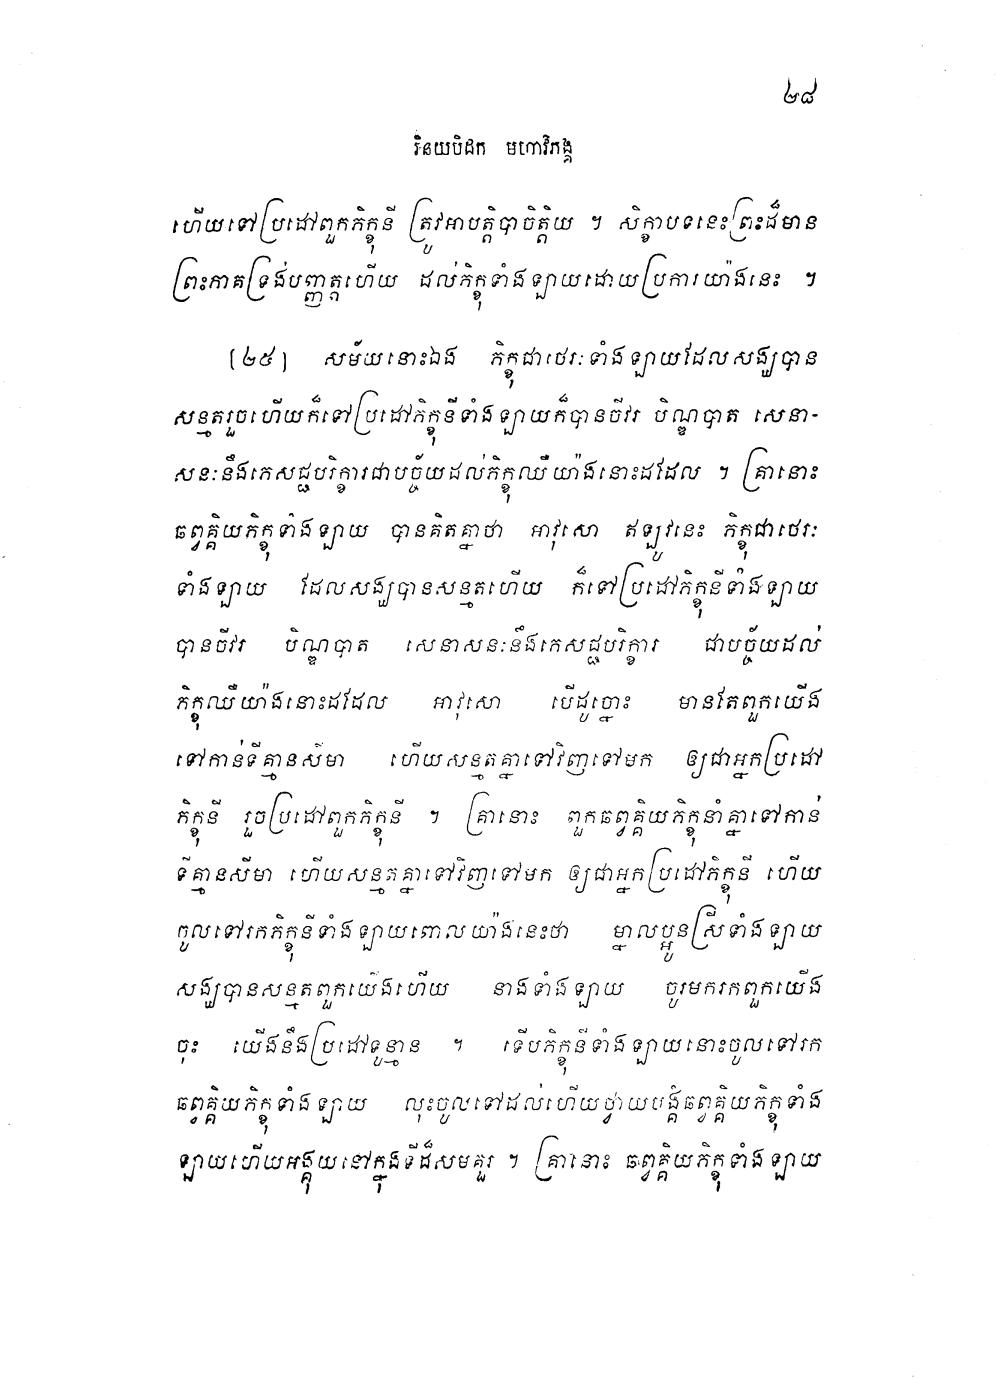 ២៨
វិនយបិដក មហាវិភង្គ
ហើយទៅប្រដៅពួកភិក្ខុនី ត្រូវអាបត្តិបាចិត្តិយ ។ សិក្ខាបទនេះព្រះដ៏មាន
ព្រះភាគទ្រង់បញ្ញត្តហើយ ដល់ភិក្ខុទាំងឡាយដោយប្រការយ៉ាងនេះ ។
[២៥] សម័យនោះឯង ភិក្ខុជាថេរៈទាំងឡាយដែលសង្ឃបាន
សន្មតរួចហើយក៏ទៅប្រដៅភិក្ខុនីទាំងឡាយក៏បានចីវរ បិណ្ឌបាត សេនា-
សនៈនឹងភេសជ្ជបរិក្ខារជាបច្ច័យដល់ភិក្ខុឈឺយ៉ាងនោះដដែល ។ គ្រានោះ
ឆព្វគ្គិយភិក្ខុទាំងឡាយ បានគិតគ្នាថា អាវុសោ ឥឡូវនេះ ភិក្ខុជាថេរៈ
ទាំងឡាយ ដែលសង្ឃបានសន្មតហើយ ក៏ទៅប្រដៅភិក្ខុនីទាំងឡាយ
បានចីវរ បិណ្ឌបាត សេនាសនៈនឹងភេសជ្ជបរិក្ខារ ជាបច្ច័យដល់
ភិក្ខុឈឺយ៉ាងនោះដដែល អាវុសោ បើដូច្នោះ មានតែពួកយើង
ទៅកាន់ទីគ្មានសីមា ហើយសន្មតគ្នាទៅវិញទៅមក ឲ្យជាអ្នកប្រដៅ
ភិក្ខុនី រួចប្រដៅពួកភិក្ខុនី ។ គ្រានោះ ពួកឆព្វគ្គិយភិក្ខុនាំគ្នាទៅកាន់
ទីគ្មានសីមា ហើយសន្មតគ្នាទៅវិញទៅមក ឲ្យជាអ្នកប្រដៅភិក្ខុនី ហើយ
ចូលទៅរកភិក្ខុនីទាំងឡាយពោលយ៉ាងនេះថា ម្នាលប្អូនស្រីទាំងឡាយ
សង្ឃបានសន្មតពួកយើងហើយ នាងទាំងឡាយ ចូរមករកពួកយើង
ចុះ យើងនឹងប្រដៅទូន្មាន ។ ទើបភិក្ខុនីទាំងឡាយនោះចូលទៅរក
ឆព្វគ្គិយភិក្ខុទាំងឡាយ លុះចូលទៅដល់ហើយថ្វាយបង្គំឆព្វគ្គិយភិក្ខុទាំង
ឡាយហើយអង្គុយនៅក្នុងទីដ៏សមគួរ ។ គ្រានោះ ឆព្វគ្គិយភិក្ខុទាំងឡាយ